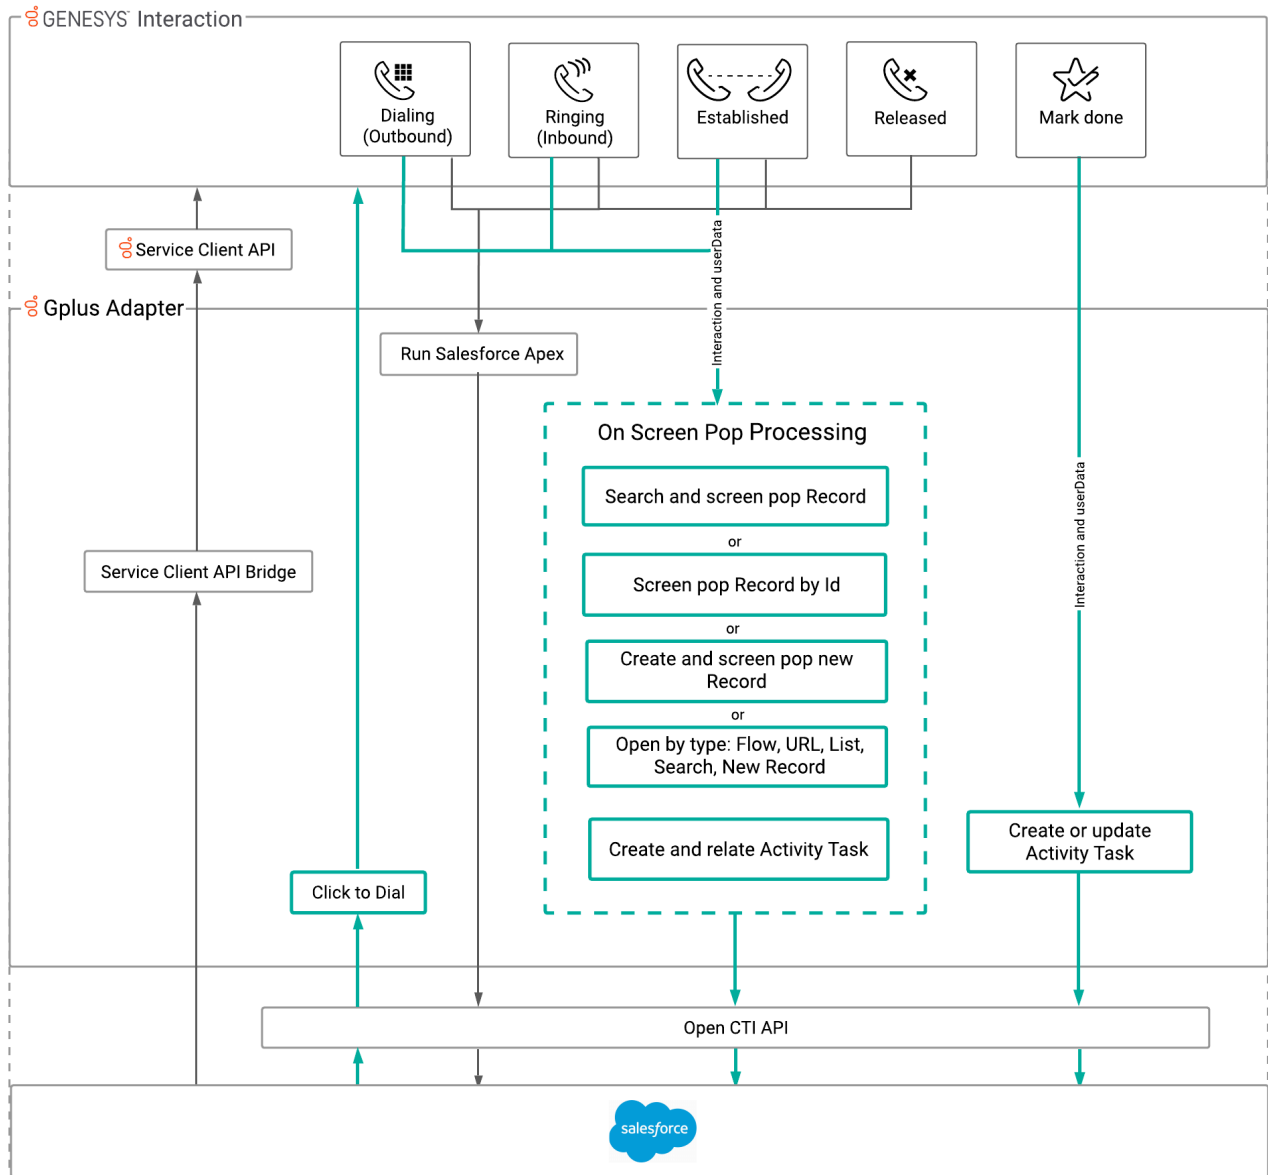 GENESYS Interaction
Dialing
(Outbound)
Ringing
(Inbound)
Established
Released
Mark done
Service Client API
Interaction and userData
Gplus Adapter
Run Salesforce Apex
On Screen Pop Processing
Search and screen pop Record
or
Screen pop Record by Id
or
Create and screen pop new
Record
or
Open by type: Flow, URL, List,
Search, New Record
Create and relate Activity Task
Interaction and userData
Service Client API Bridge
Create or update
Activity Task
Click to Dial
Open CTI API
salesforce